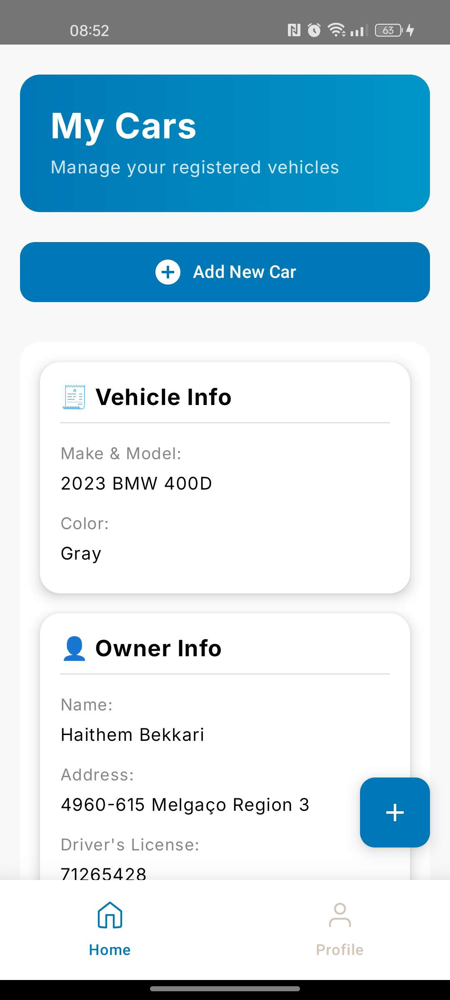 08:52
63
My Cars
Manage your registered vehicles
Add New Car
Vehicle Info
Make & Model:
2023 BMW 400D
Color:
Gray
Owner Info
Name:
Haithem Bekkari
Address:
4960-615 Melgaço Region 3
Driver's License:
71265428
Home
Profile